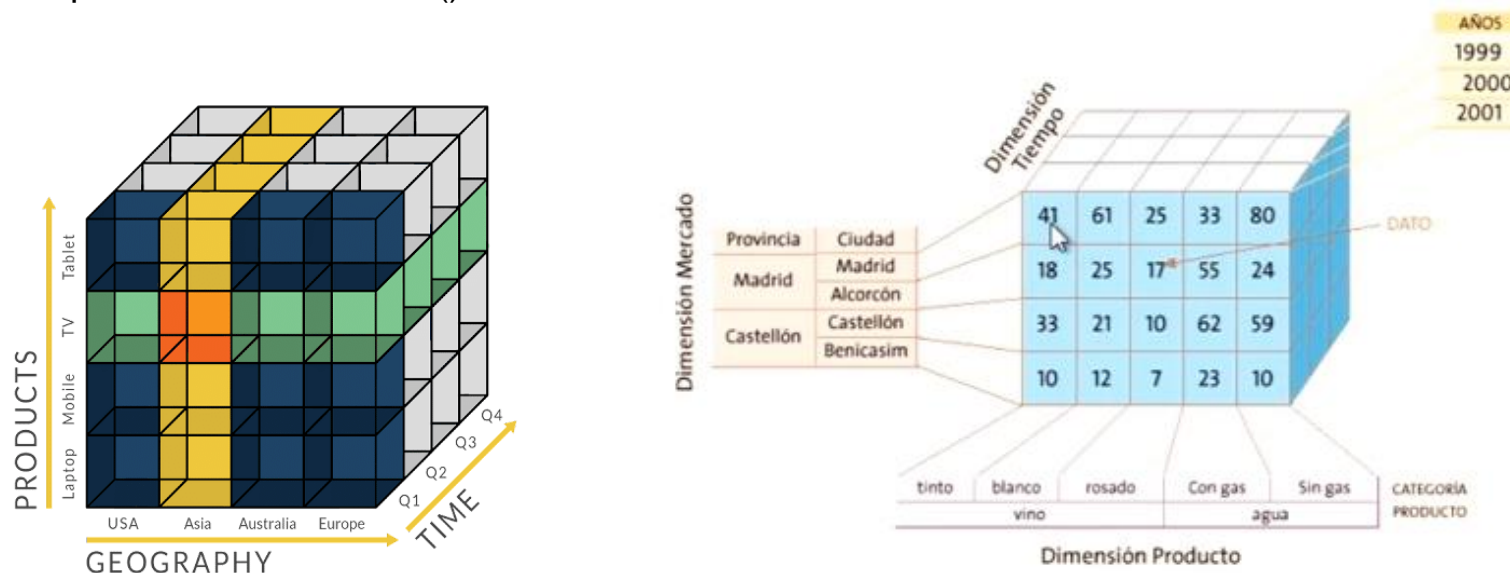 PRODUCTS
Tablet
TV
Mobile
Laptop
USA Asia Australia Europe
GEOGRAPHY
Q1
Q2
Q3
Q4
TIME
AÑOS
1999
2000
2001
Dimensión
Tiempo
Dimensión Mercado
Provincia Ciudad
Madrid Madrid
Alcorcón
Castellón Castellón
Benicasim
41 61 25 33 80
18 25 17 55 24
33 21 10 62 59
10 12 7 23 10
DATO
tinto blanco rosado Con gas Sin gas CATEGORÍA
vino agua PRODUCTO
Dimensión Producto